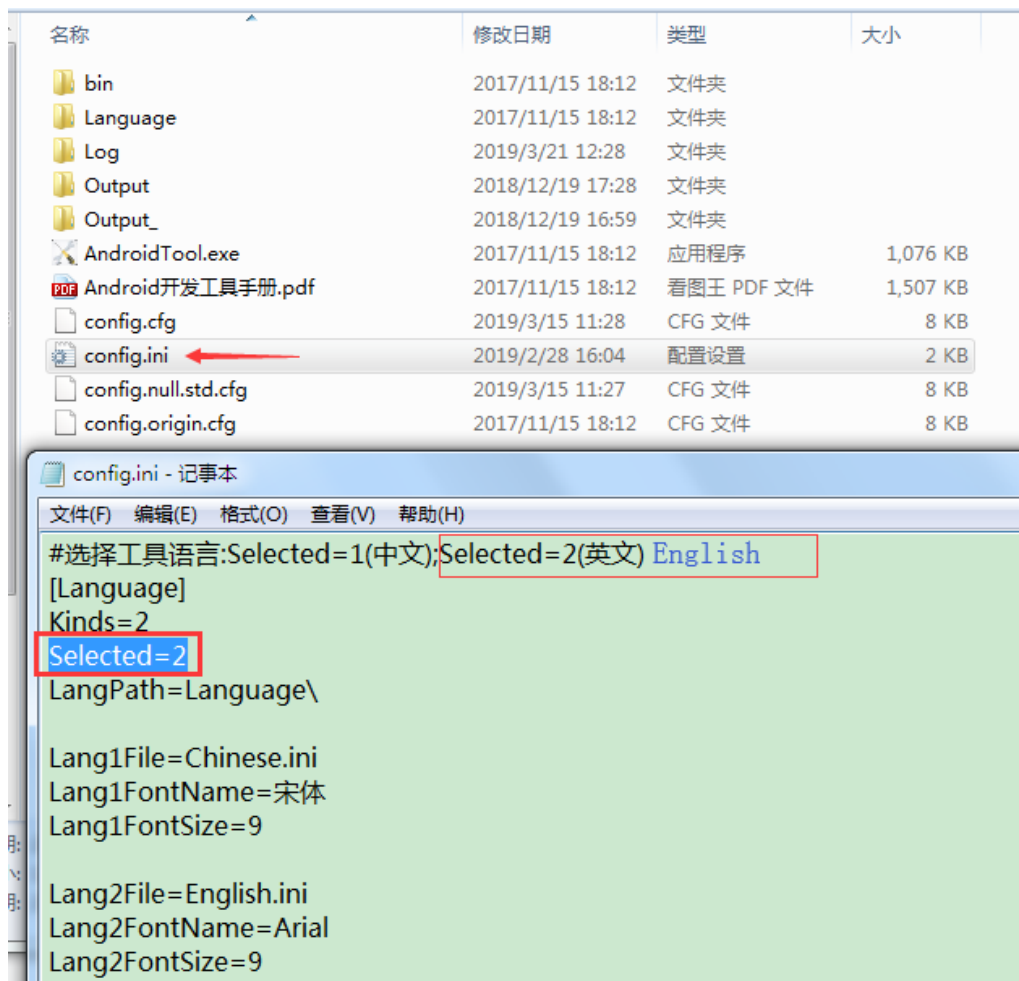 名称 修改日期 类型 大小
bin 2017/11/15 18:12 文件夹
Language 2017/11/15 18:12 文件夹
Log 2019/3/21 12:28 文件夹
Output 2018/12/19 17:28 文件夹
Output_ 2018/12/19 16:59 文件夹
AndroidTool.exe 2017/11/15 18:12 应用程序 1,076 KB
PDF Android开发工具手册.pdf 2017/11/15 18:12 看图王 PDF 文件 1,507 KB
config.cfg 2019/3/15 11:28 CFG 文件 8 KB
config.ini 2019/2/28 16:04 配置设置 2 KB
config.null.std.cfg 2019/3/15 11:27 CFG 文件 8 KB
config.origin.cfg 2017/11/15 18:12 CFG 文件 8 KB
config.ini - 记事本
文件(F) 编辑(E) 格式(O) 查看(V) 帮助(H)
#选择工具语言:Selected=1(中文);Selected=2(英文) English
[Language]
Kinds=2
Selected=2
LangPath=Language\
Lang1File=Chinese.ini
Lang1FontName=宋体
Lang1FontSize=9
Lang2File=English.ini
Lang2FontName=Arial
Lang2FontSize=9